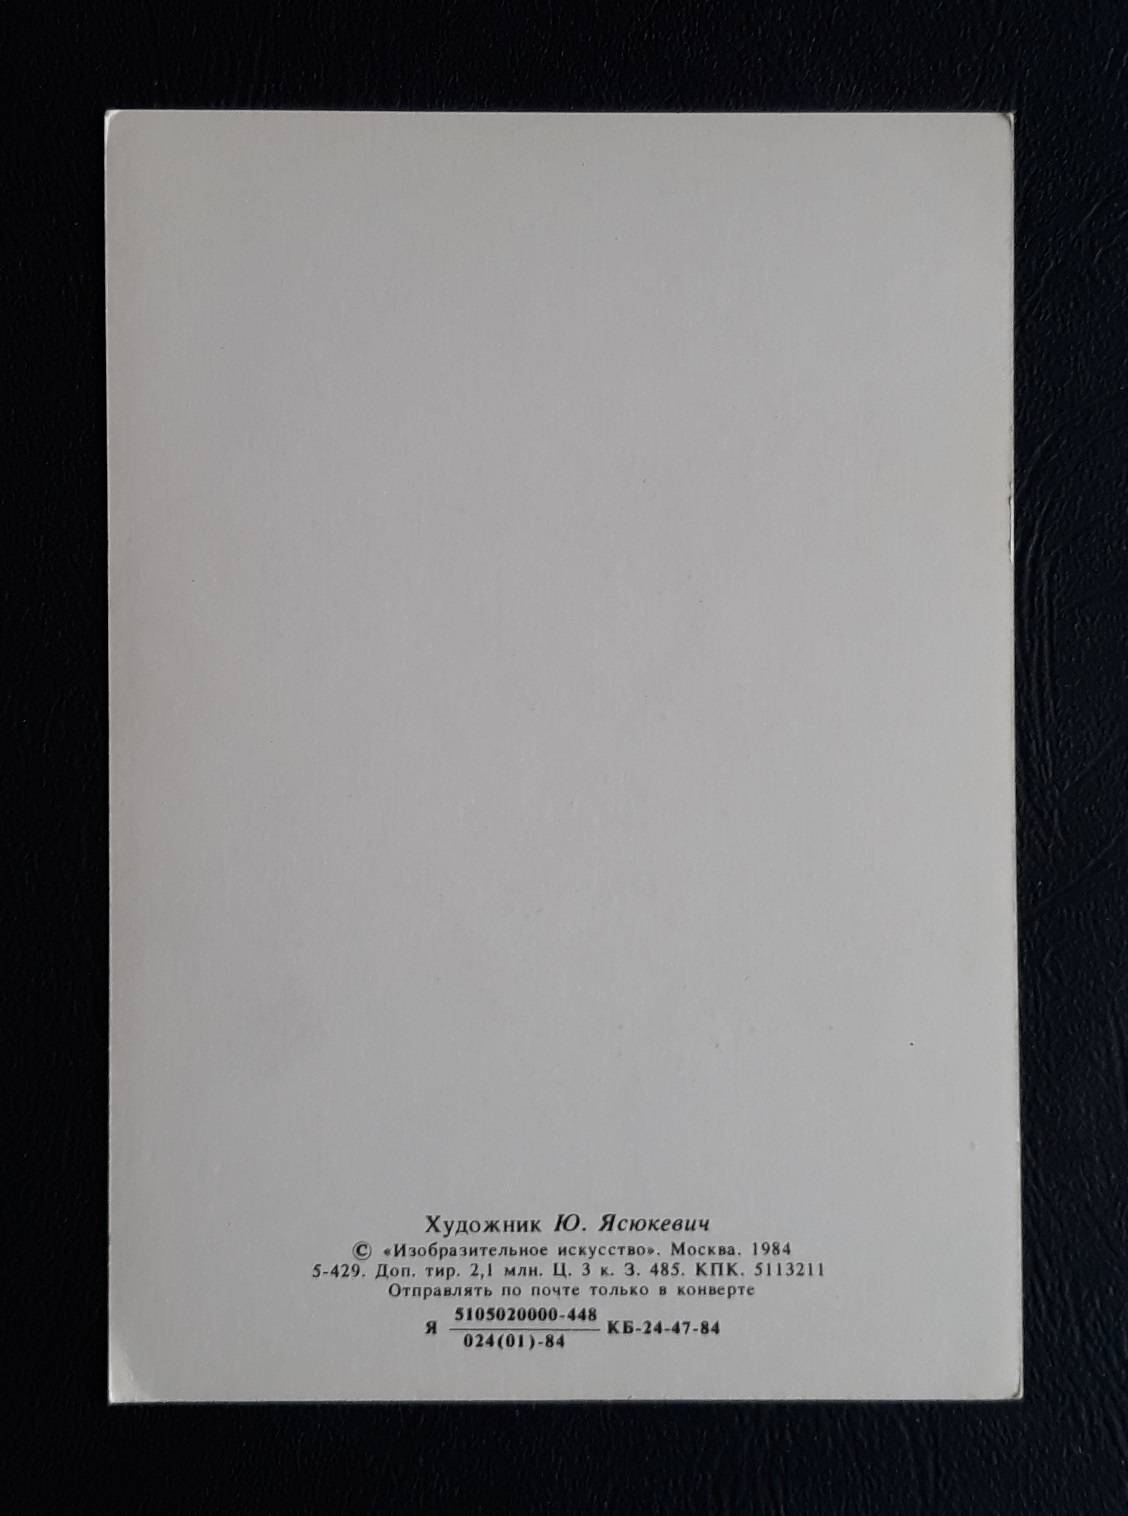 Художник Ю. Ясюкевич
© «Изобразительное искусство». Москва. 1984
5-429. Доп. тир. 2,1 млн. Ц. 3 к. З. 485. КПК. 5113211
Отправлять по почте только в конверте
5105020000-448
Я КБ-24-47-84
024(01)-84